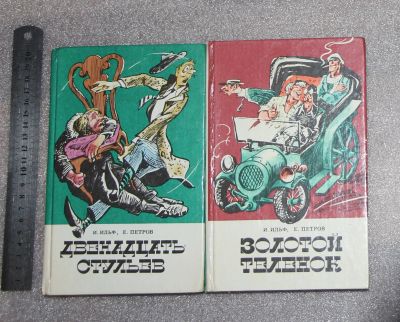 И. ИЛЬФ, Е. ПЕТРОВ
ДВЕНАДЦАТЬ
СТУЛЬЕВ
И. ИЛЬФ, Е. ПЕТРОВ
ЗОЛОТОЙ
ТЕЛЕНОК